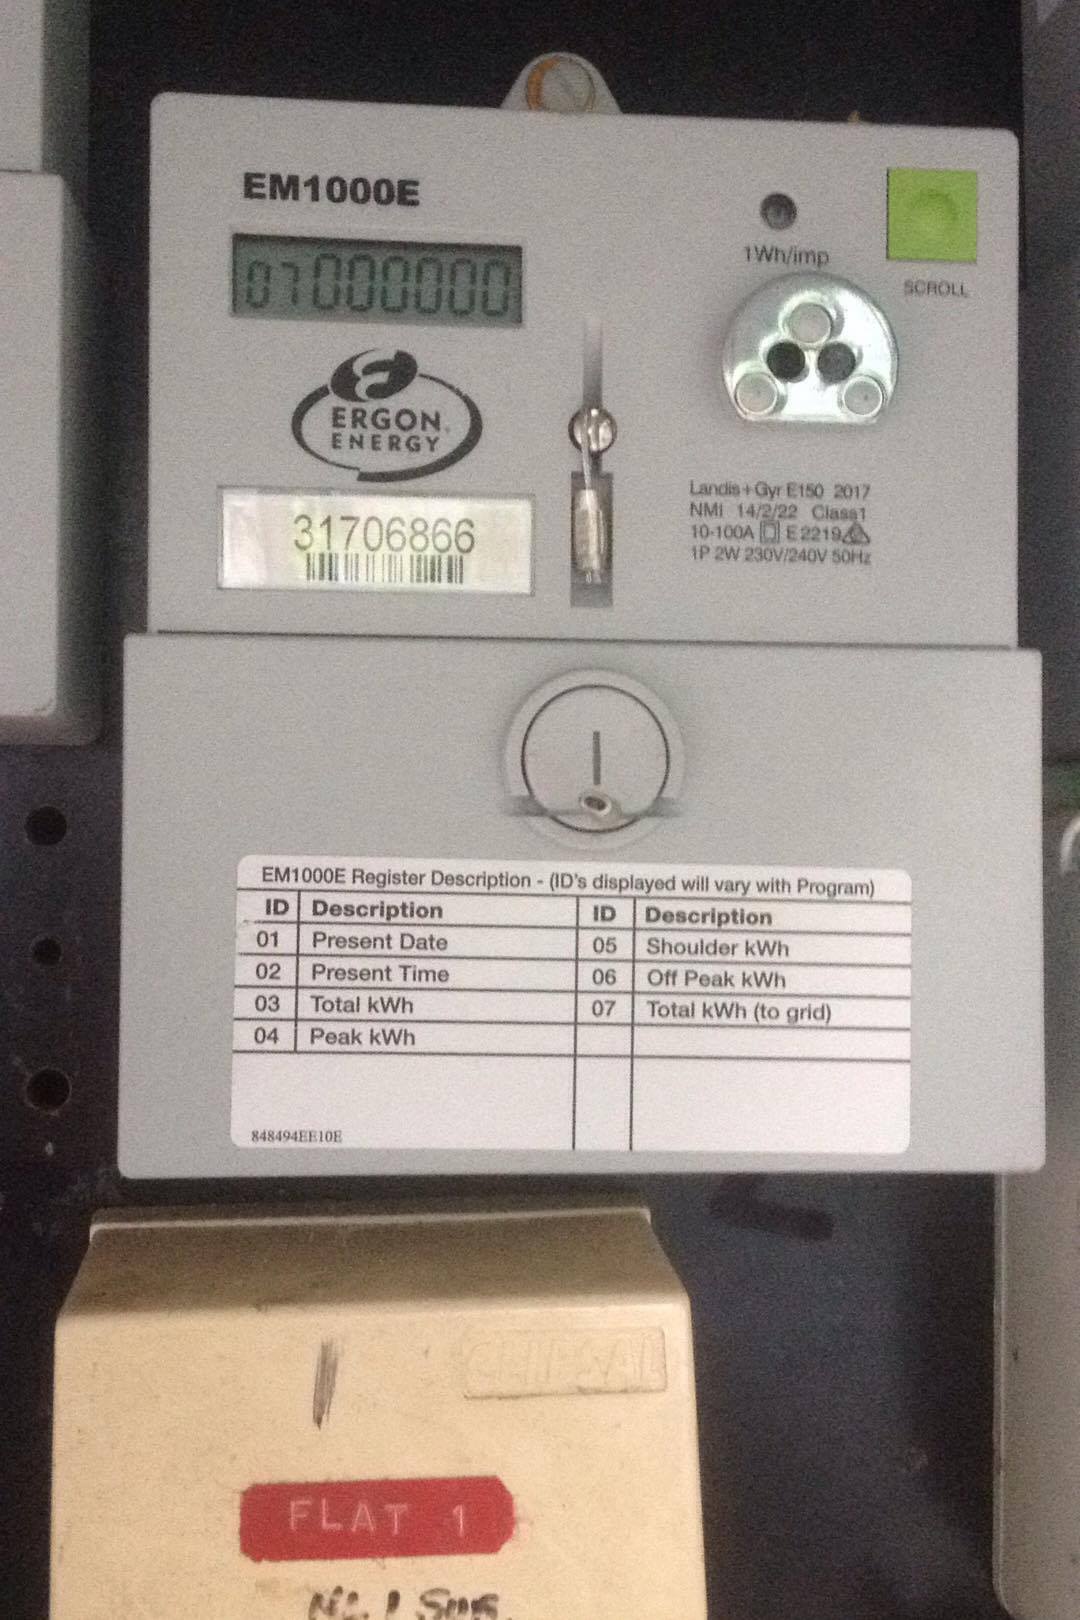 EM1000E
07000000
1Wh/imp
SCROLL
ERGON
ENERGY
31706866
Landis+Gyr E150 2017
NMI 14/2/22 Class1
10-100A E2219
1P 2W 230V/240V 50Hz
EM1000E Register Description - (ID's displayed will vary with Program)
ID Description ID Description
01 Present Date 05 Shoulder kWh
02 Present Time 06 Off Peak kWh
03 Total kWh 07 Total kWh (to grid)
04 Peak kWh
848494EE10E
CLIPSAL
FLAT 1